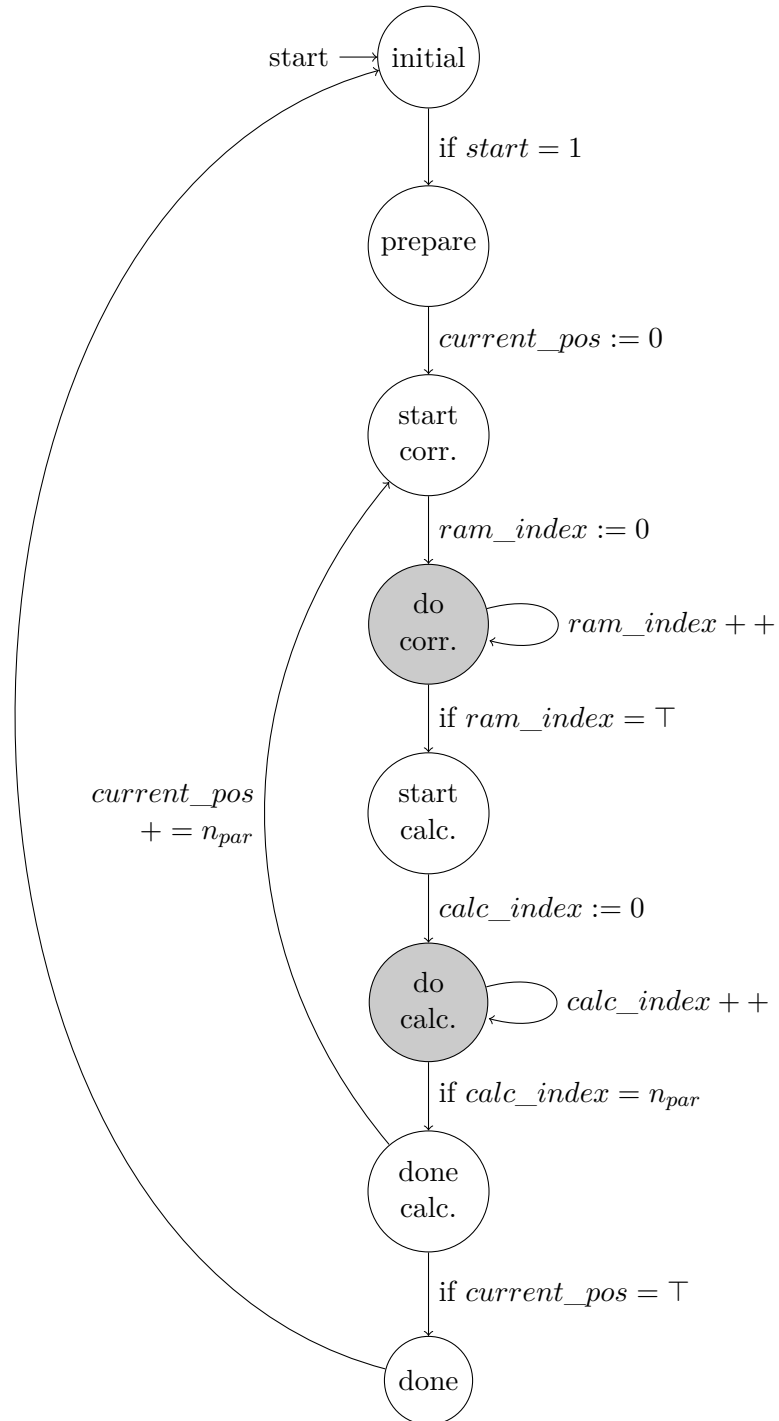 start
initial
if start = 1
prepare
current_pos := 0
start
corr.
ram_index := 0
do
corr.
ram_index + +
if ram_index = ⊤
start
calc.
current_pos
+ = n_par
calc_index := 0
do
calc.
calc_index + +
if calc_index = n_par
done
calc.
if current_pos = ⊤
done